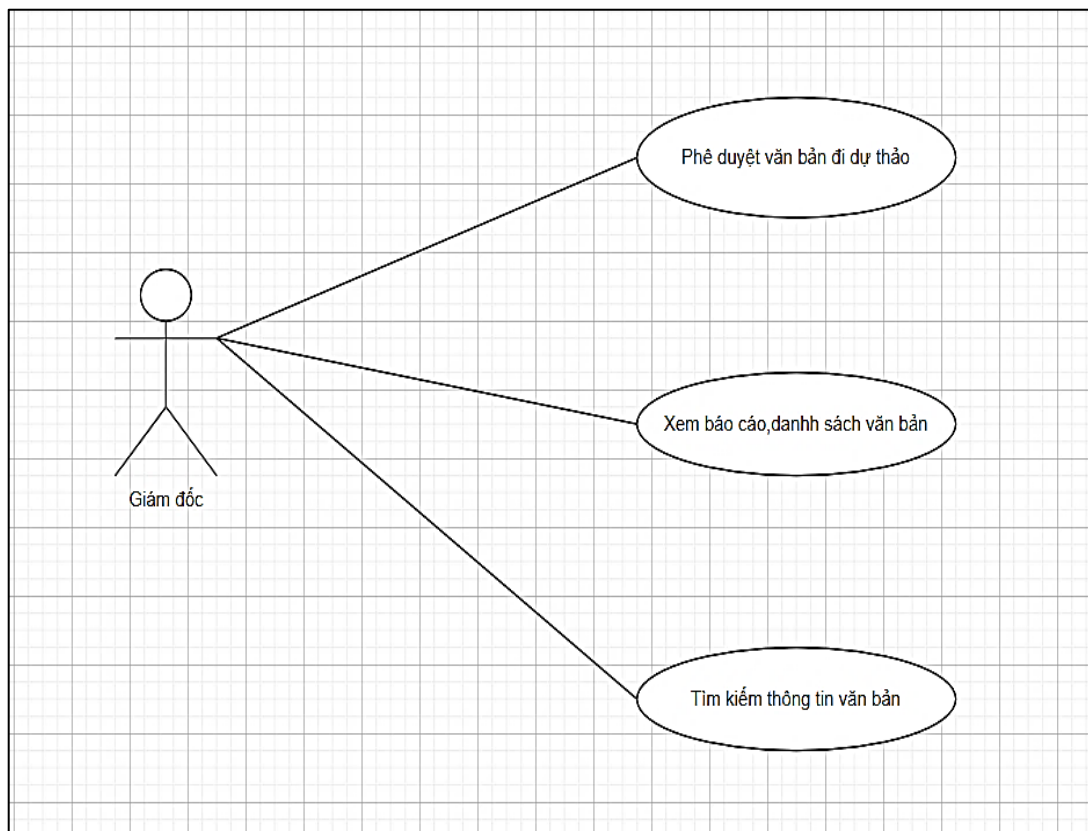 Phê duyệt văn bản đi dự thảo
Xem báo cáo,danhh sách văn bản
Giám đốc
Tìm kiếm thông tin văn bản